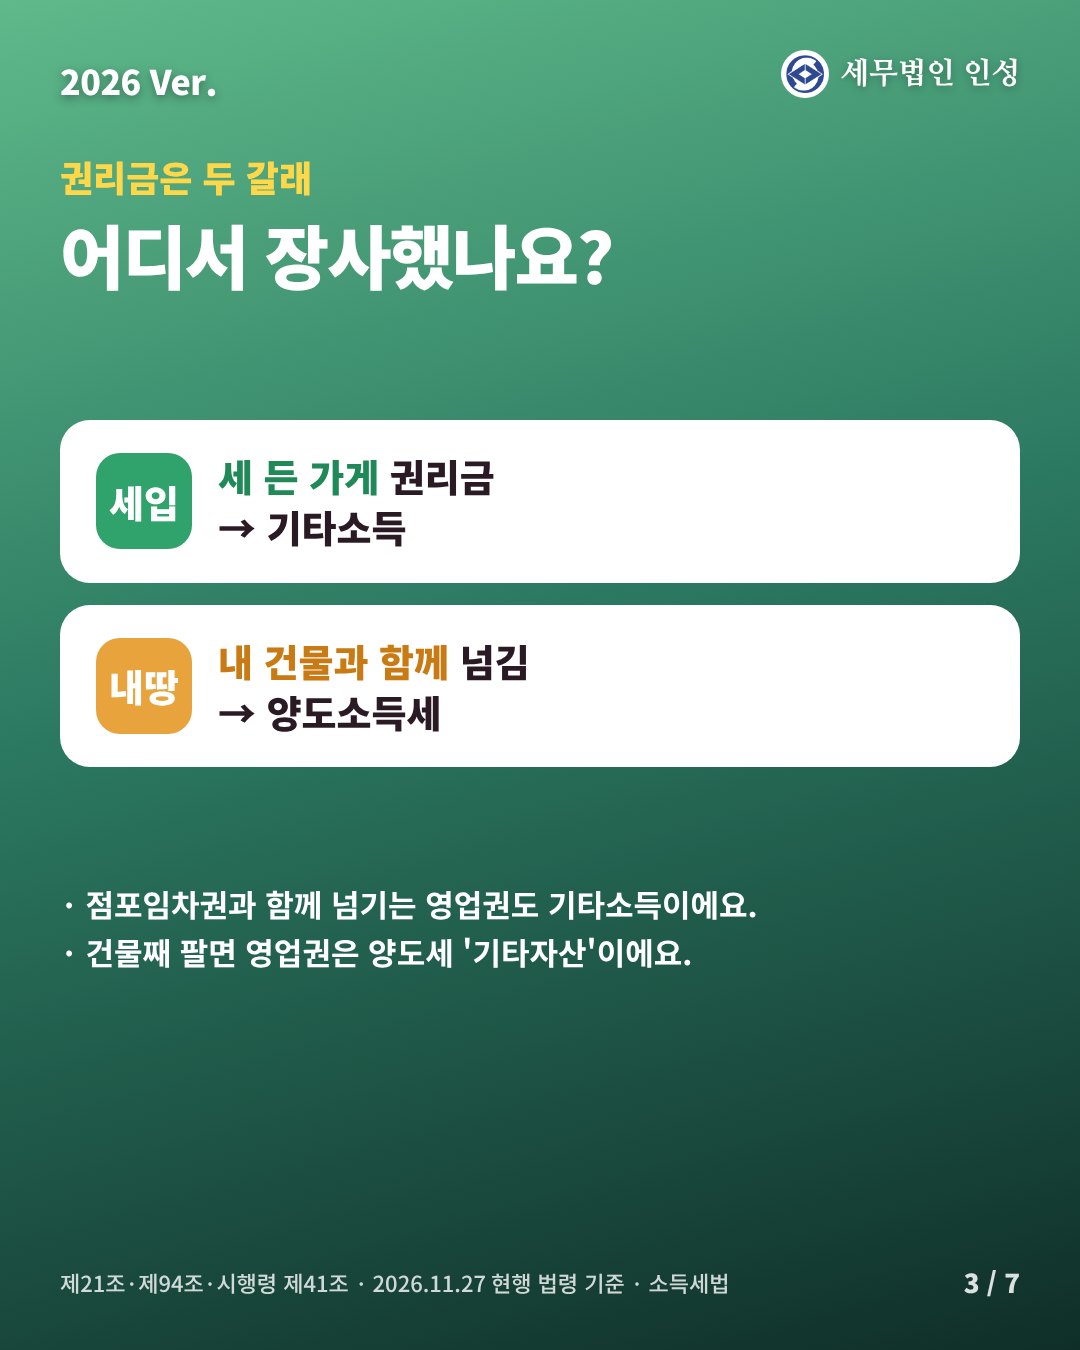 2026 Ver.
세무법인 인성
권리금은 두 갈래
어디서 장사했나요?
세입
세 든 가게 권리금
→ 기타소득
내땅
내 건물과 함께 넘김
→ 양도소득세
· 점포임차권과 함께 넘기는 영업권도 기타소득이에요.
· 건물째 팔면 영업권은 양도세 '기타자산'이에요.
제21조·제94조·시행령 제41조 · 2026.11.27 현행 법령 기준 · 소득세법
3 / 7